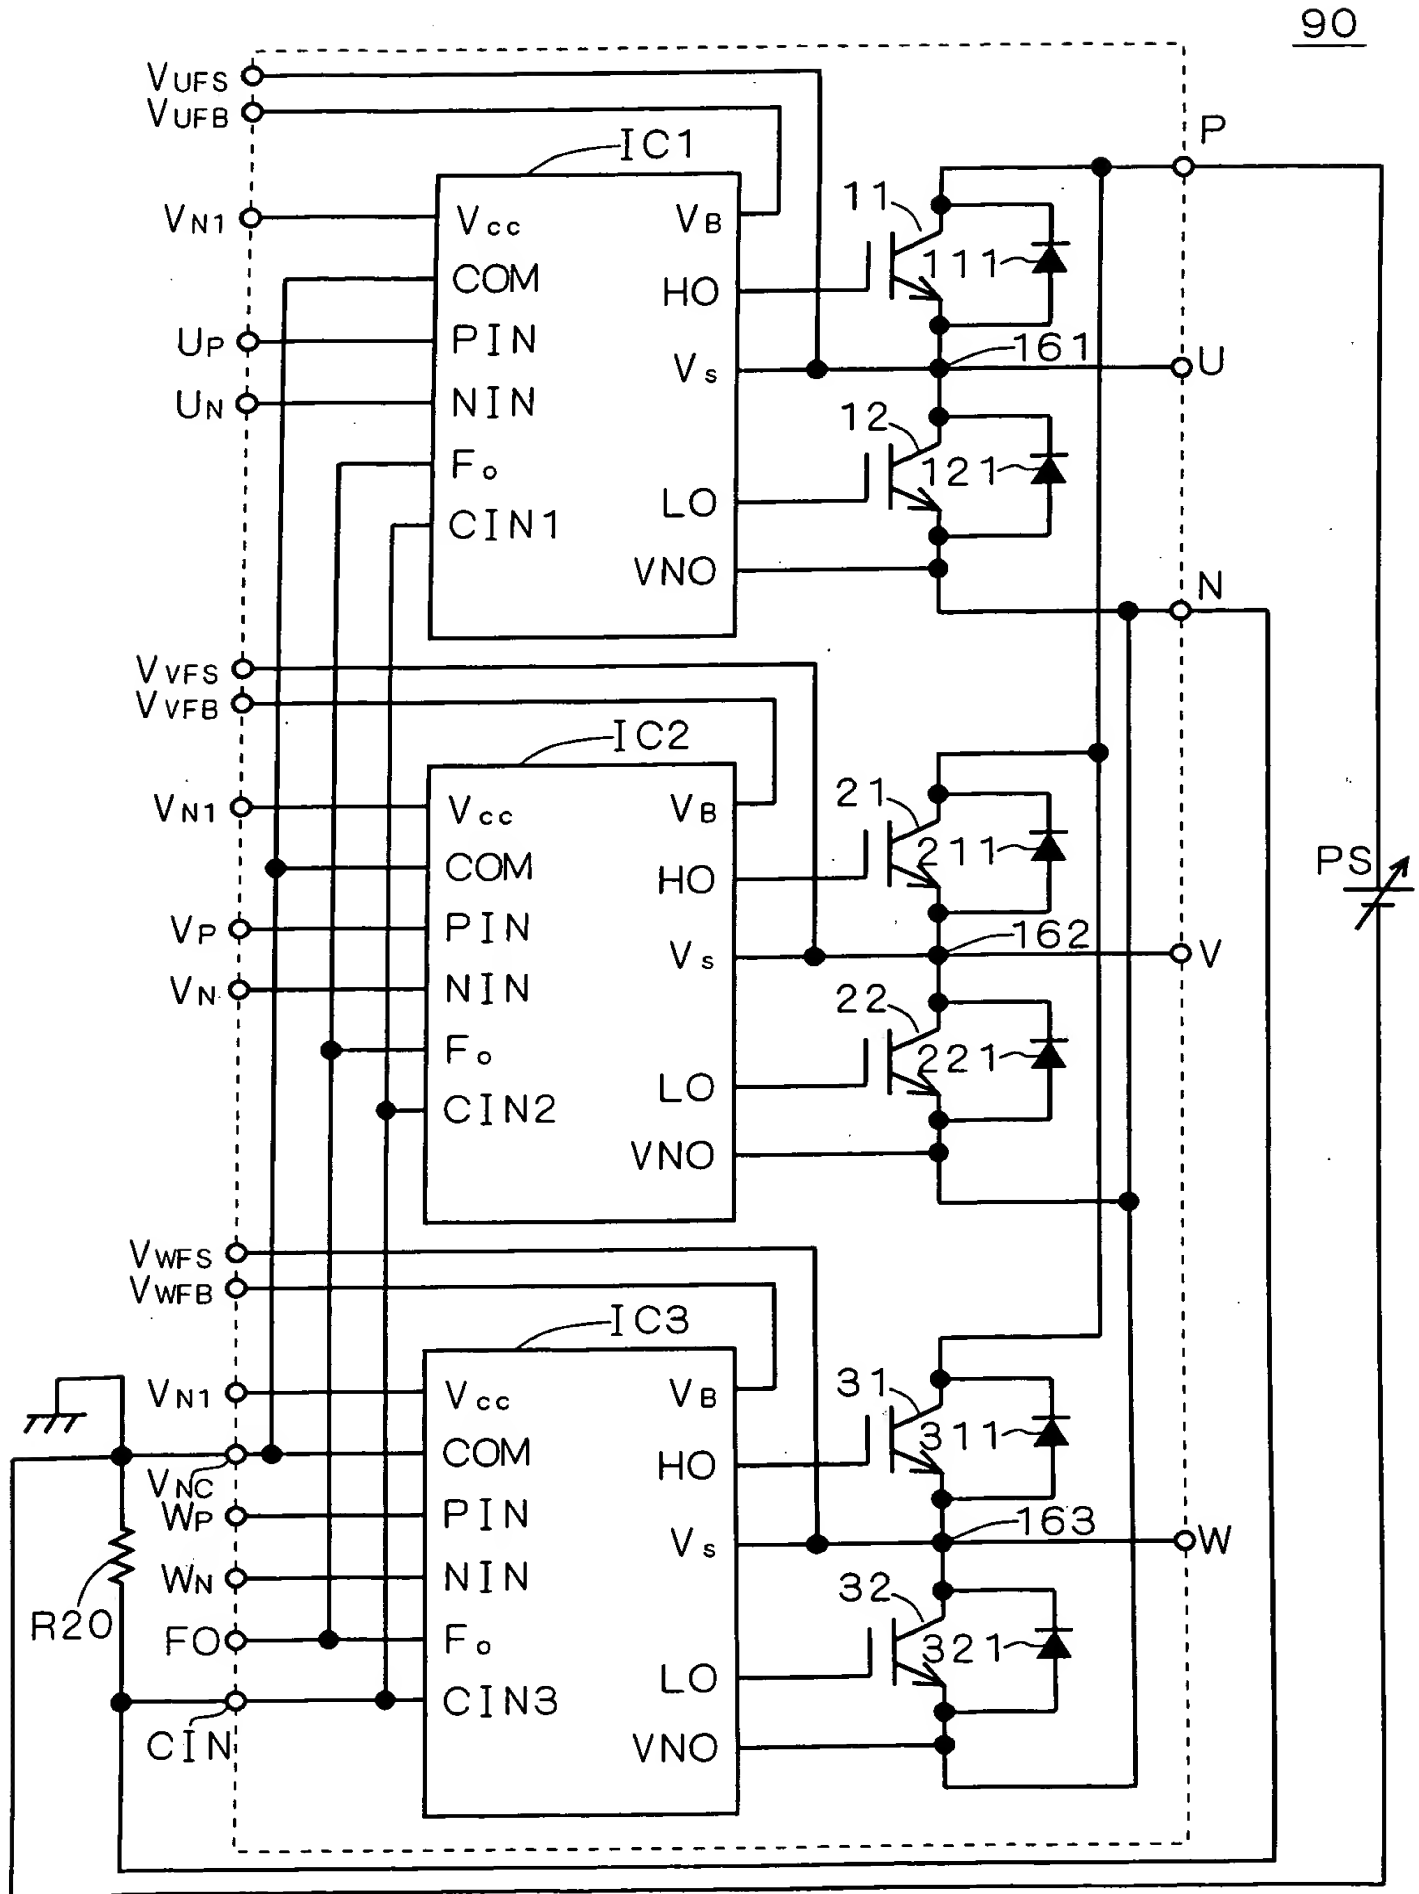 90
VUFS
VUFB
IC1
P
VN1
Vcc
VB
11
COM
111
HO
UP
PIN
161
U
Vs
UN
NIN
12
Fo
121
LO
CIN1
VNO
N
VVFS
VVFB
IC2
VN1
Vcc
VB
21
COM
211
HO
PS
VP
PIN
162
V
Vs
VN
NIN
22
Fo
221
LO
CIN2
VNO
VWFS
VWFB
IC3
VN1
Vcc
VB
31
COM
311
HO
VNC
WP
PIN
163
W
Vs
WN
NIN
32
R20
FO
Fo
321
LO
CIN3
CIN
VNO